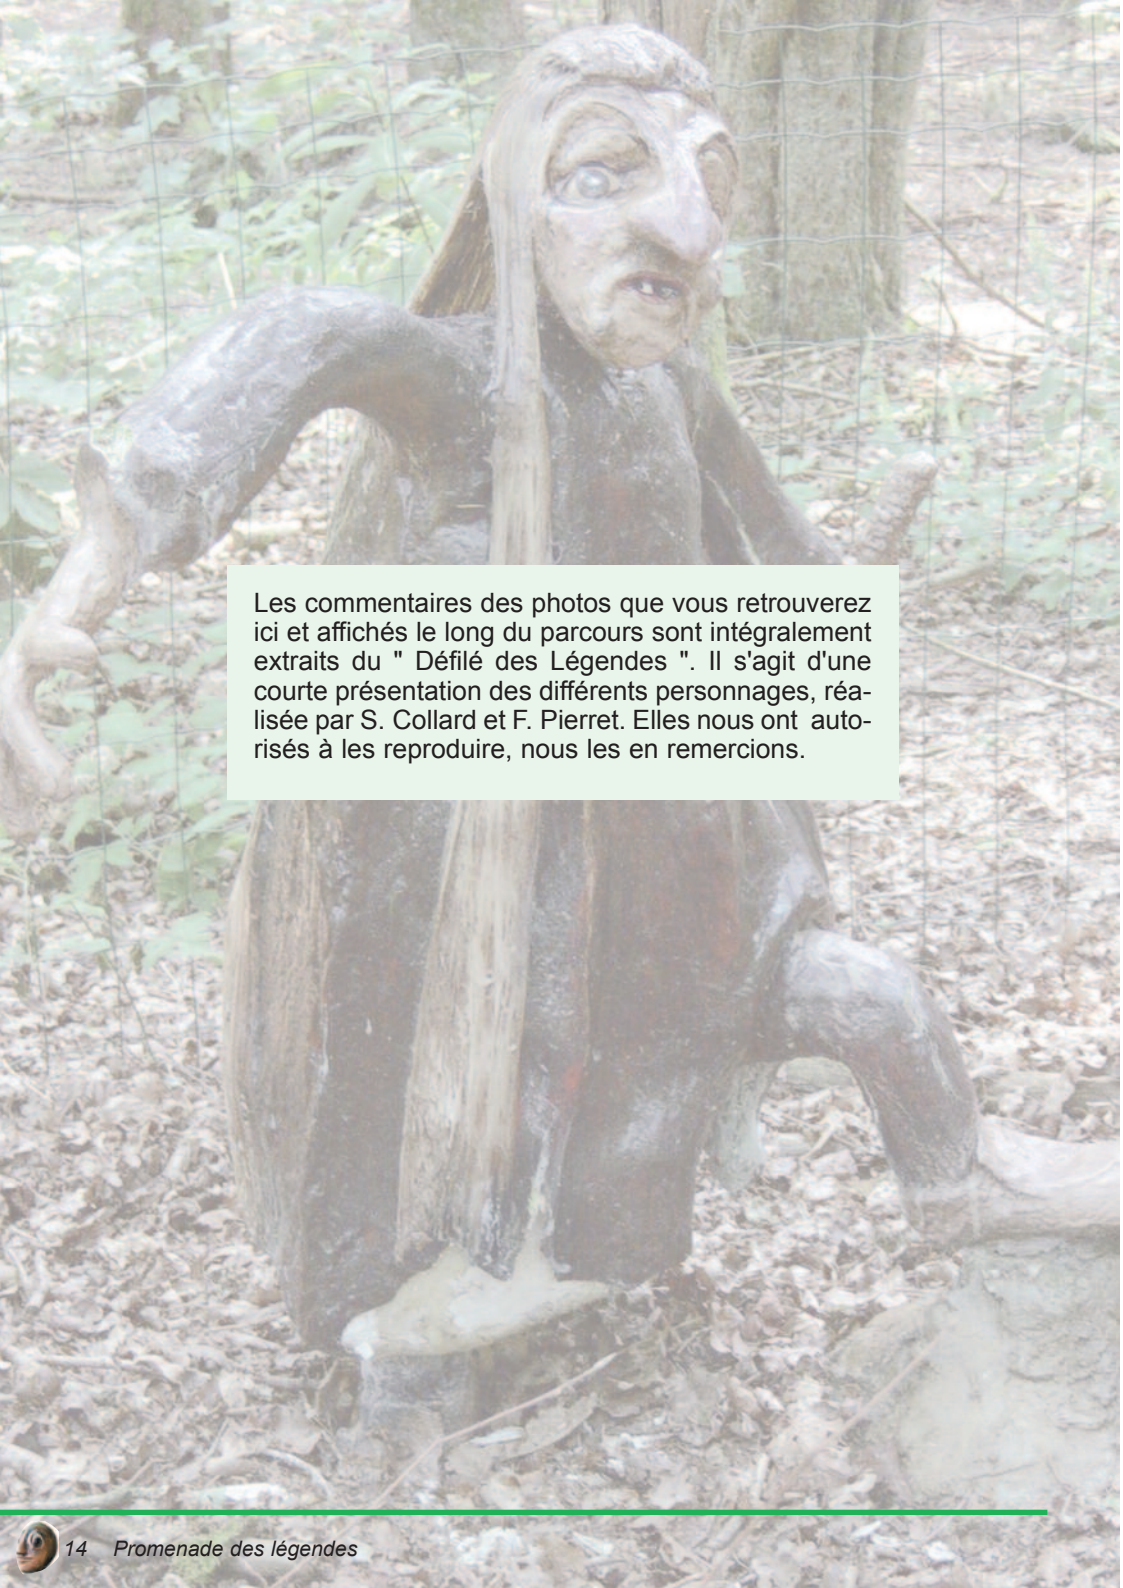 Les commentaires des photos que vous retrouverez
ici et affichés le long du parcours sont intégralement
extraits du " Défilé des Légendes ". Il s'agit d'une
courte présentation des différents personnages, réa-
lisée par S. Collard et F. Pierret. Elles nous ont  auto-
risés à les reproduire, nous les en remercions.
14 Promenade des légendes